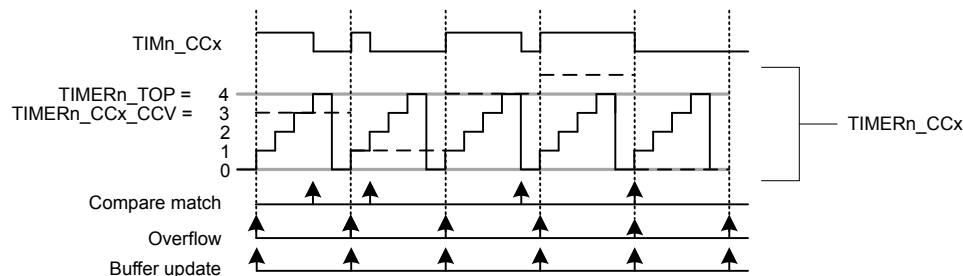 TIMn_CCx
TIMERn_TOP = 4
TIMERn_CCx_CCV = 3
2
1
0
TIMERn_CCx
Compare match
Overflow
Buffer update